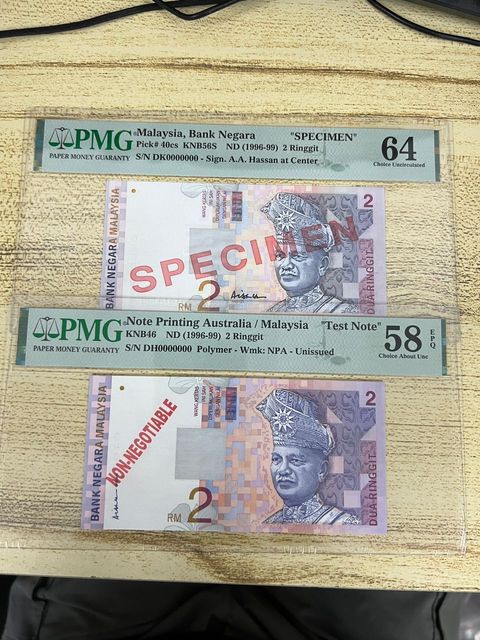 PMG
PAPER MONEY GUARANTY
Malaysia, Bank Negara "SPECIMEN"
Pick# 40cs KNB56S ND (1996-99) 2 Ringgit
S/N DK0000000 - Sign. A.A. Hassan at Center
64
Choice Uncirculated
BANK NEGARA MALAYSIA
SPECIMEN
RM 2
2
DUA RINGGIT
PMG
PAPER MONEY GUARANTY
Note Printing Australia / Malaysia "Test Note"
KNB46 ND (1996-99) 2 Ringgit
S/N DH0000000 Polymer - Wmk: NPA - Unissued
58
EPQ
Choice About Unc
BANK NEGARA MALAYSIA
NON-NEGOTIABLE
RM 2
2
DUA RINGGIT